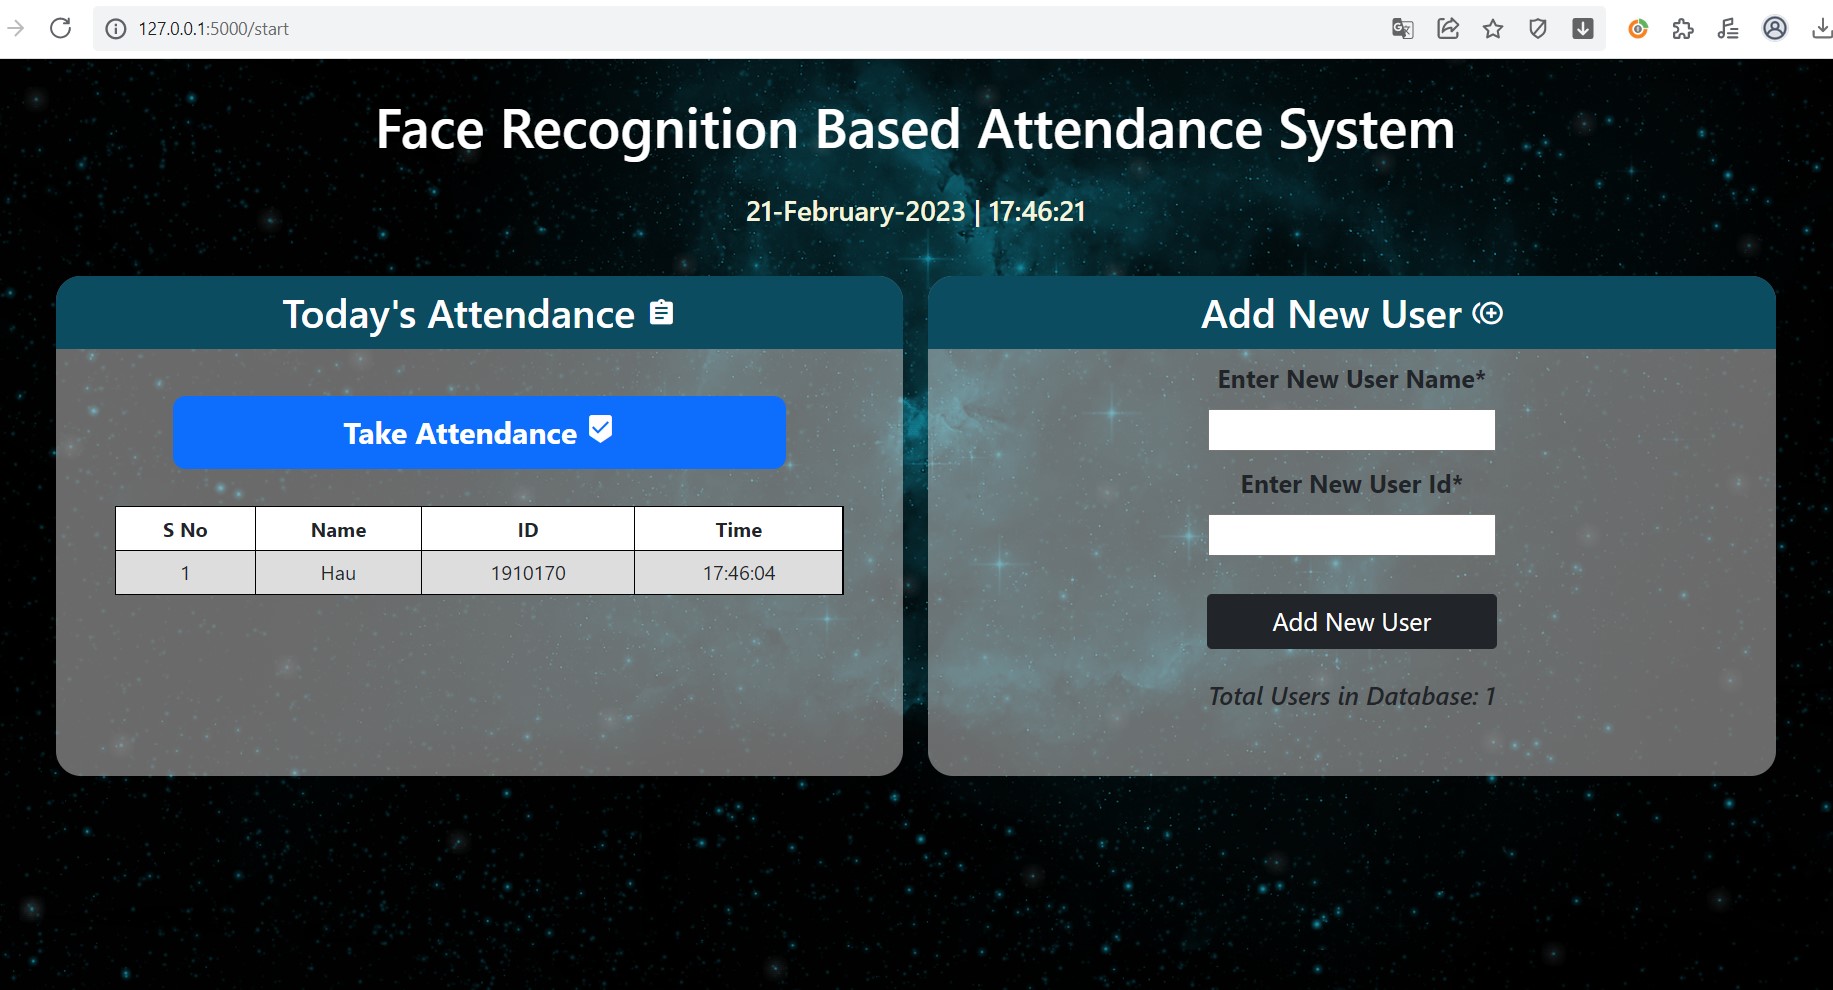 127.0.0.1:5000/start
Face Recognition Based Attendance System
21-February-2023 | 17:46:21
Today's Attendance
Take Attendance
S No Name ID Time
1 Hau 1910170 17:46:04
Add New User
Enter New User Name*
Enter New User Id*
Add New User
Total Users in Database: 1